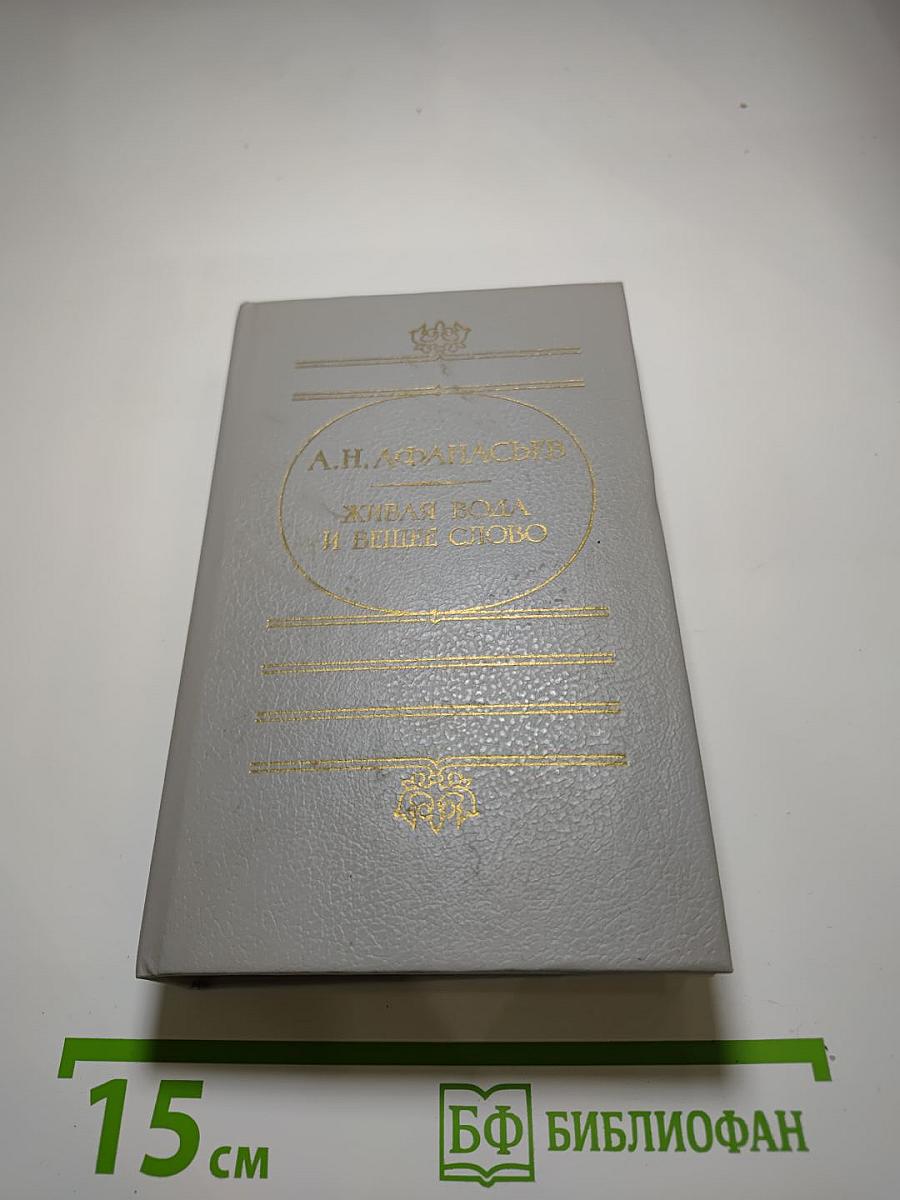 А.Н. АФАНАСЬЕВ
ЖИВАЯ ВОДА
И ВЕЩЕЕ СЛОВО
15 см
БФ БИБЛИОФАН